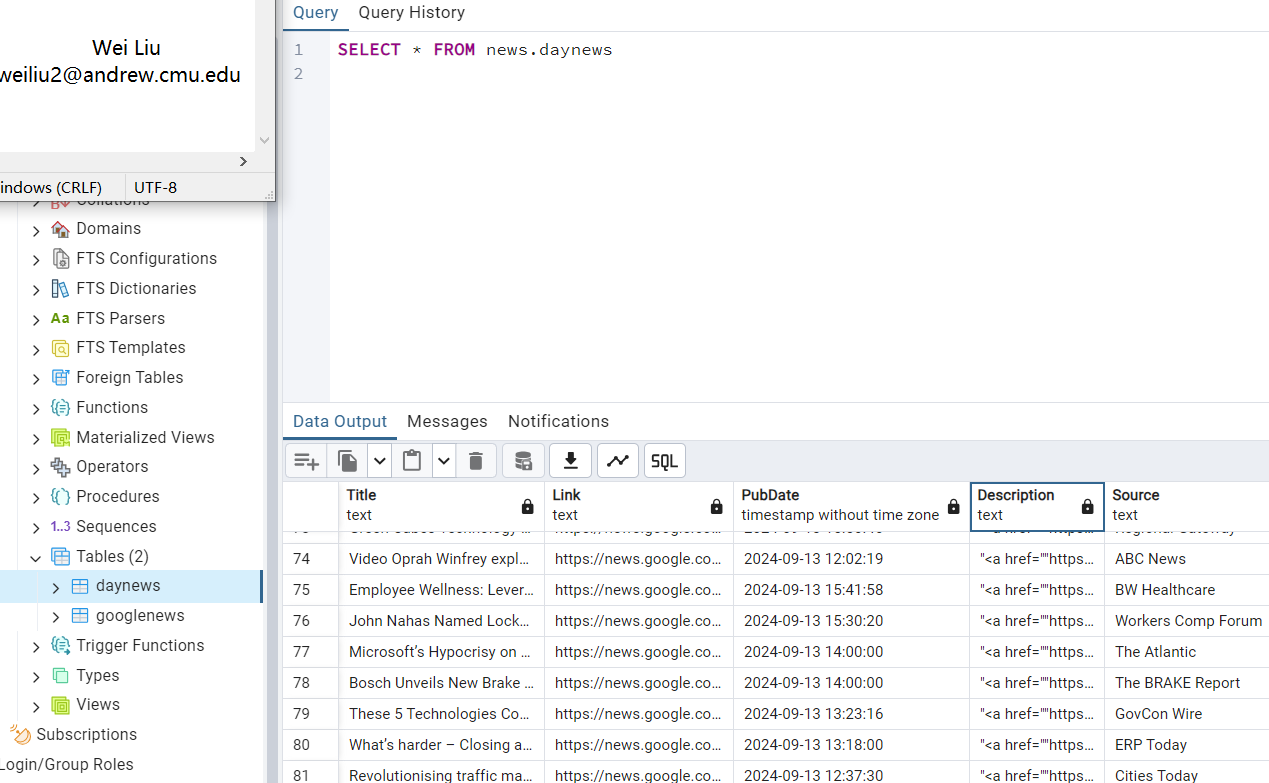 Wei Liu
weiliu2@andrew.cmu.edu
indows (CRLF) UTF-8
Collations
Domains
FTS Configurations
FTS Dictionaries
Aa FTS Parsers
FTS Templates
Foreign Tables
Functions
Materialized Views
Operators
Procedures
1..3 Sequences
Tables (2)
daynews
googlenews
Trigger Functions
Types
Views
Subscriptions
Login/Group Roles
Query Query History
1 SELECT * FROM news.daynews
2
Data Output Messages Notifications
SQL
Title Link PubDate Description Source
text text timestamp without time zone text text
74 Video Oprah Winfrey expl... https://news.google.co... 2024-09-13 12:02:19 "<a href=""https... ABC News
75 Employee Wellness: Lever... https://news.google.co... 2024-09-13 15:41:58 "<a href=""https... BW Healthcare
76 John Nahas Named Lock... https://news.google.co... 2024-09-13 15:30:20 "<a href=""https... Workers Comp Forum
77 Microsoft’s Hypocrisy on ... https://news.google.co... 2024-09-13 14:00:00 "<a href=""https... The Atlantic
78 Bosch Unveils New Brake ... https://news.google.co... 2024-09-13 14:00:00 "<a href=""https... The BRAKE Report
79 These 5 Technologies Co... https://news.google.co... 2024-09-13 13:23:16 "<a href=""https... GovCon Wire
80 What’s harder – Closing a... https://news.google.co... 2024-09-13 13:18:00 "<a href=""https... ERP Today
81 Revolutionising traffic ma... https://news.google.co... 2024-09-13 12:37:30 "<a href=""https... Cities Today